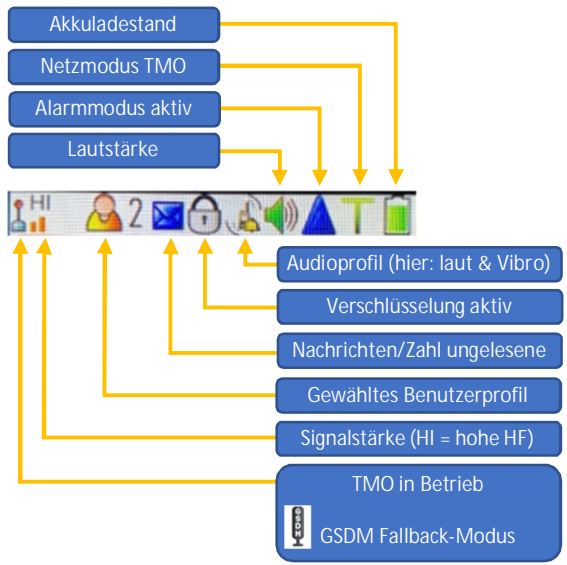 Akkuladestand
Netzmodus TMO
Alarmmodus aktiv
Lautstärke
HI
2
T
Audioprofil (hier: laut & Vibro)
Verschlüsselung aktiv
Nachrichten/Zahl ungelesene
Gewähltes Benutzerprofil
Signalstärke (HI = hohe HF)
TMO in Betrieb
GSDM
GSDM Fallback-Modus